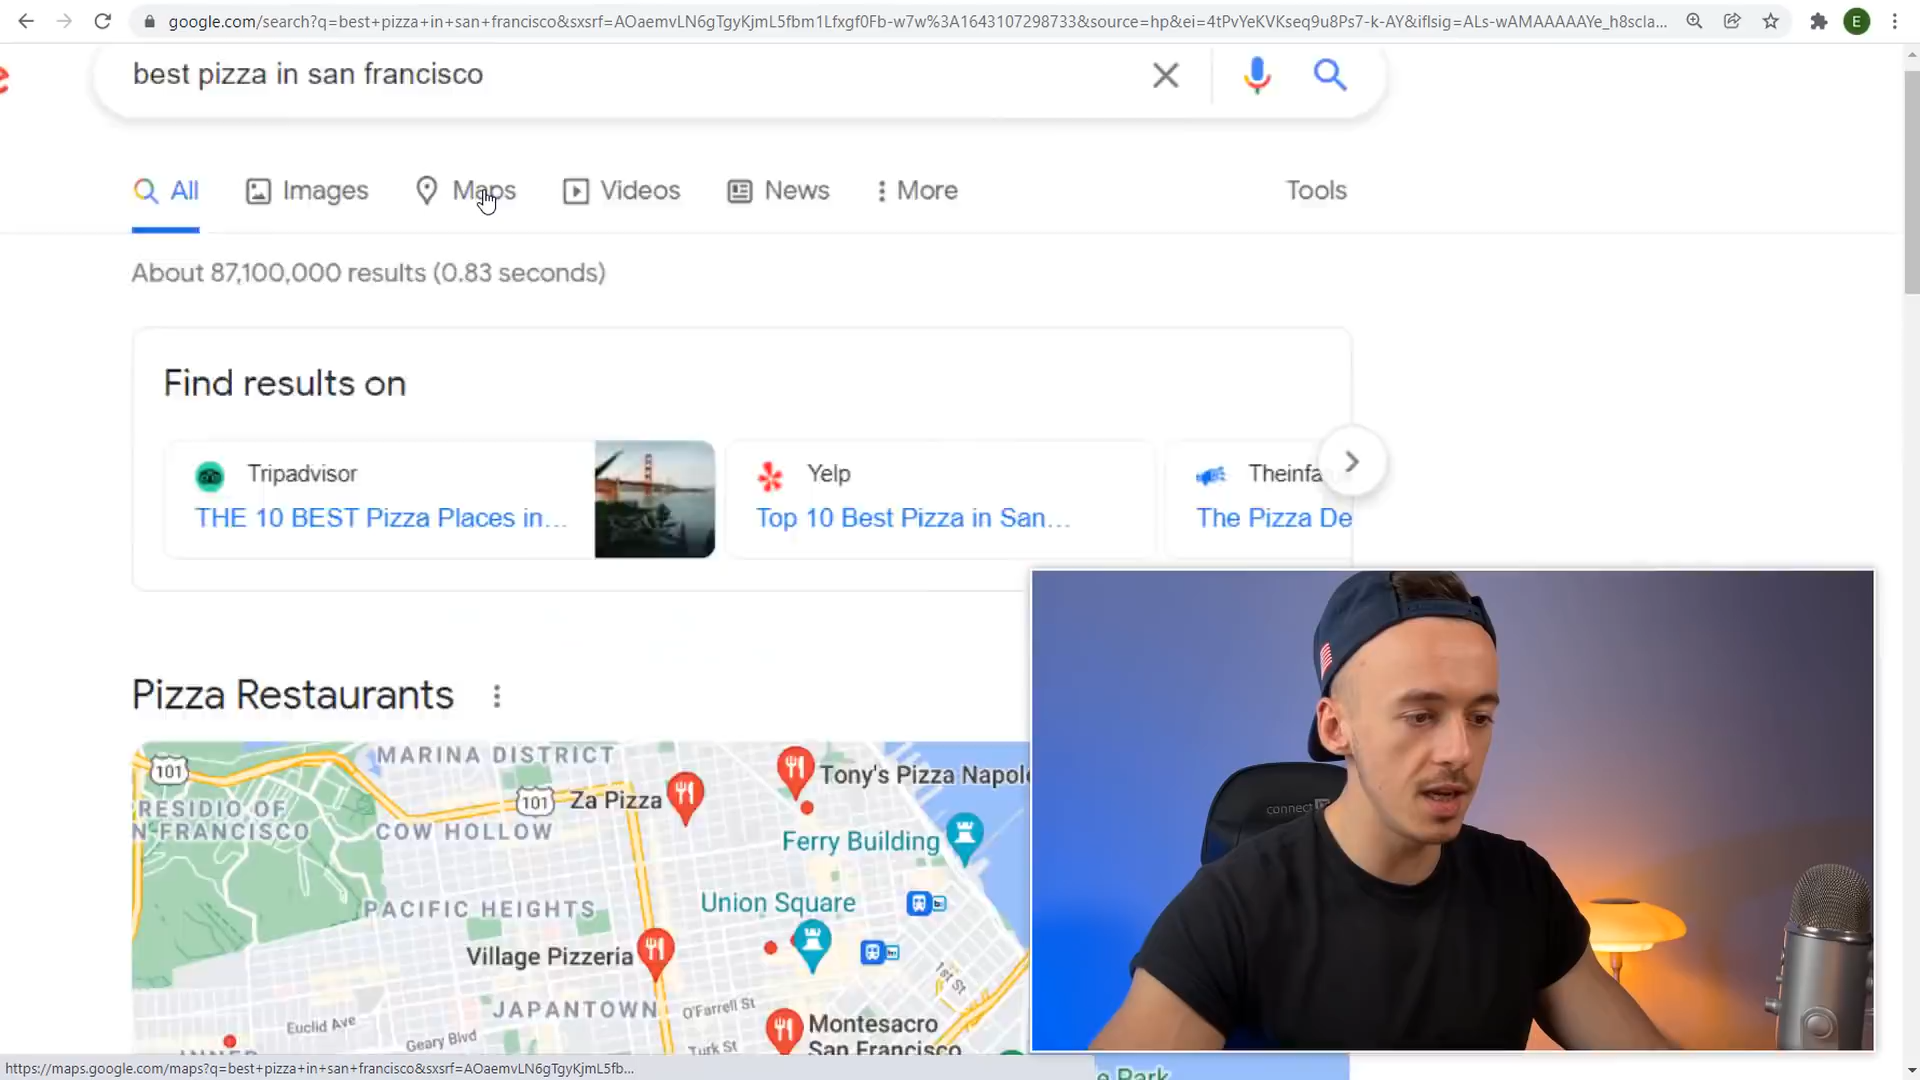 google.com/search?q=best+pizza+in+san+francisco&sxsrf=AOaemvLN6gTgyKjmL5fbm1Lfxgf0Fb-w7w%3A1643107298733&source=hp&ei=4tPvYeKVKseq9u8Ps7-k-AY&iflsig=ALs-wAMAAAAAYe_h8scla...
E
best pizza in san francisco
All Images Maps Videos News More Tools
About 87,100,000 results (0.83 seconds)
Find results on
Tripadvisor
THE 10 BEST Pizza Places in...
Yelp
Top 10 Best Pizza in San...
Theinfa
The Pizza De
Pizza Restaurants
101
MARINA DISTRICT
Tony's Pizza Napol
RESIDIO OF
N FRANCISCO
101
Za Pizza
COW HOLLOW
Ferry Building
Union Square
PACIFIC HEIGHTS
Village Pizzeria
1st St
JAPANTOWN
O'Farrell St
Euclid Ave
Geary Blvd
Turk St
Montesacro
San Francisco
connect
https://maps.google.com/maps?q=best+pizza+in+san+francisco&sxsrf=AOaemvLN6gTgyKjmL5fb...
e Park